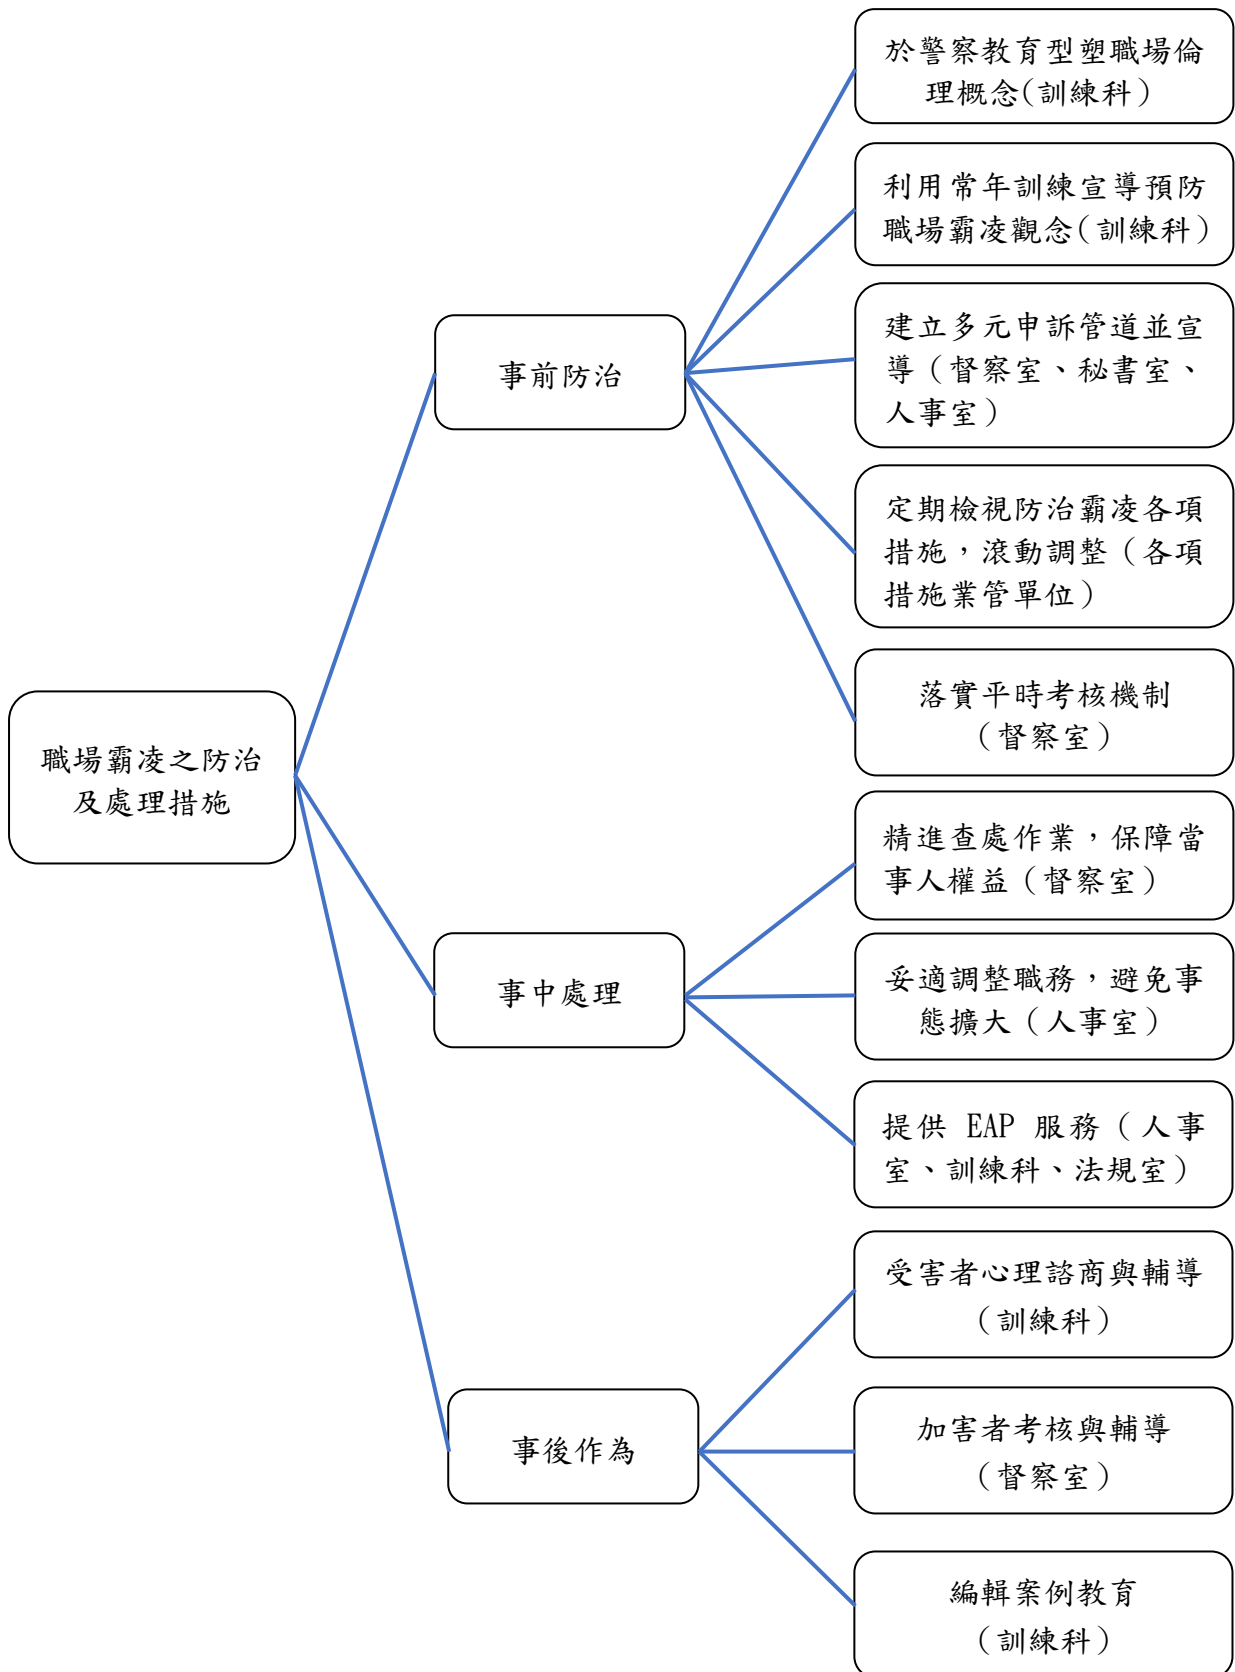 職場霸凌之防治
及處理措施
事前防治
於警察教育型塑職場倫
理概念(訓練科)
利用常年訓練宣導預防
職場霸凌觀念(訓練科)
建立多元申訴管道並宣
導（督察室、秘書室、
人事室）
定期檢視防治霸凌各項
措施，滾動調整（各項
措施業管單位）
落實平時考核機制
（督察室）
事中處理
精進查處作業，保障當
事人權益（督察室）
妥適調整職務，避免事
態擴大（人事室）
提供 EAP 服務（人事
室、訓練科、法規室）
事後作為
受害者心理諮商與輔導
（訓練科）
加害者考核與輔導
（督察室）
編輯案例教育
（訓練科）